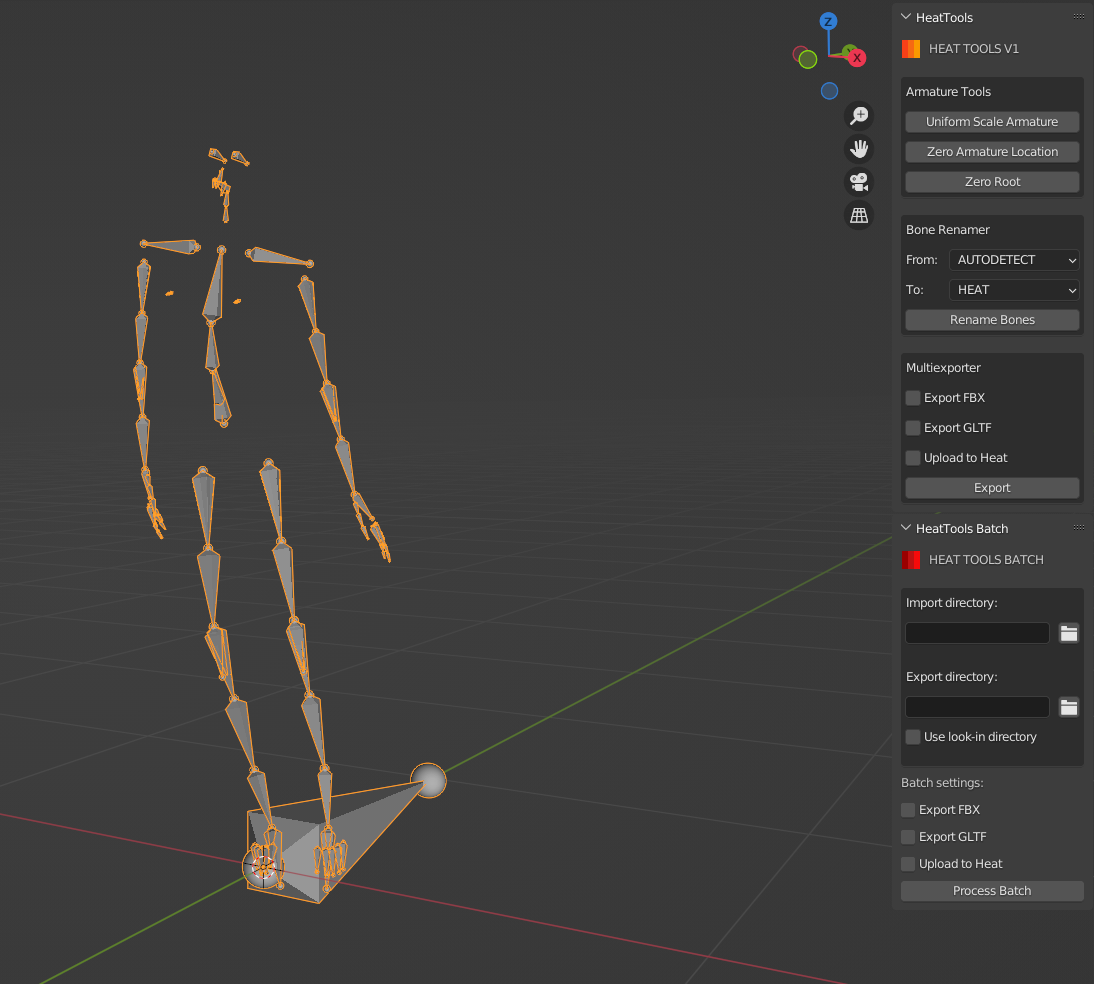 Z
Y
X
HeatTools
HEAT TOOLS V1
Armature Tools
Uniform Scale Armature
Zero Armature Location
Zero Root
Bone Renamer
From: AUTODETECT
To: HEAT
Rename Bones
Multiexporter
Export FBX
Export GLTF
Upload to Heat
Export
HeatTools Batch
HEAT TOOLS BATCH
Import directory:
Export directory:
Use look-in directory
Batch settings:
Export FBX
Export GLTF
Upload to Heat
Process Batch